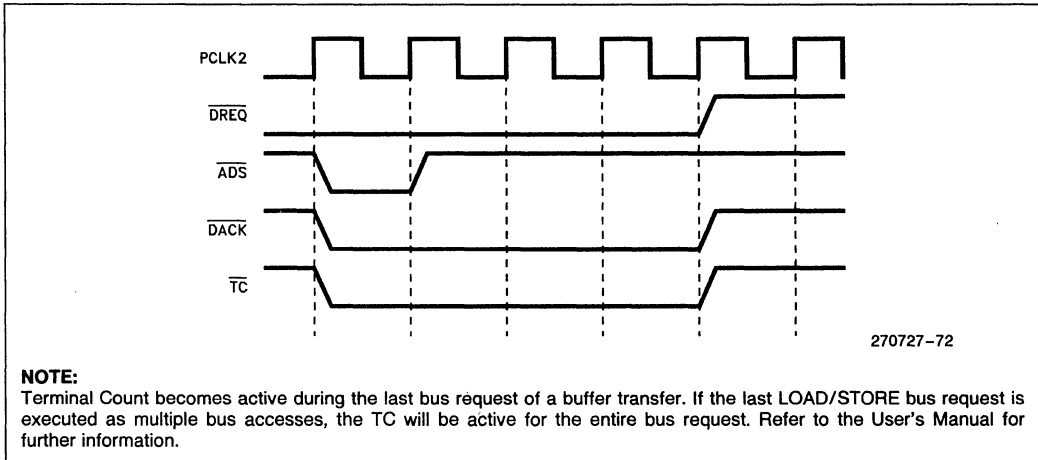 PCLK2
DREQ
ADS
DACK
TC
270727–72
NOTE:
Terminal Count becomes active during the last bus request of a buffer transfer. If the last LOAD/STORE bus request is
executed as multiple bus accesses, the TC will be active for the entire bus request. Refer to the User's Manual for
further information.